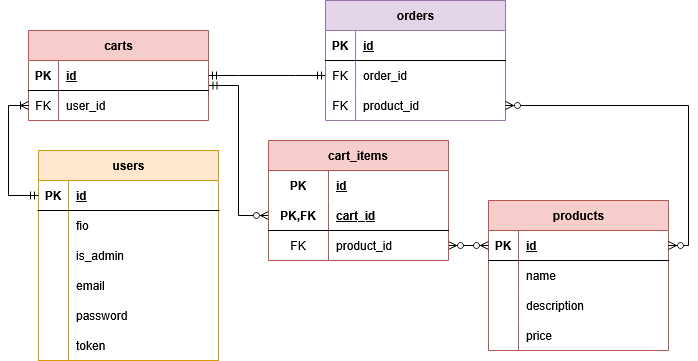 orders
PK id
FK order_id
FK product_id
carts
PK id
FK user_id
cart_items
PK id
PK,FK cart_id
FK product_id
users
PK id
fio
is_admin
email
password
token
products
PK id
name
description
price